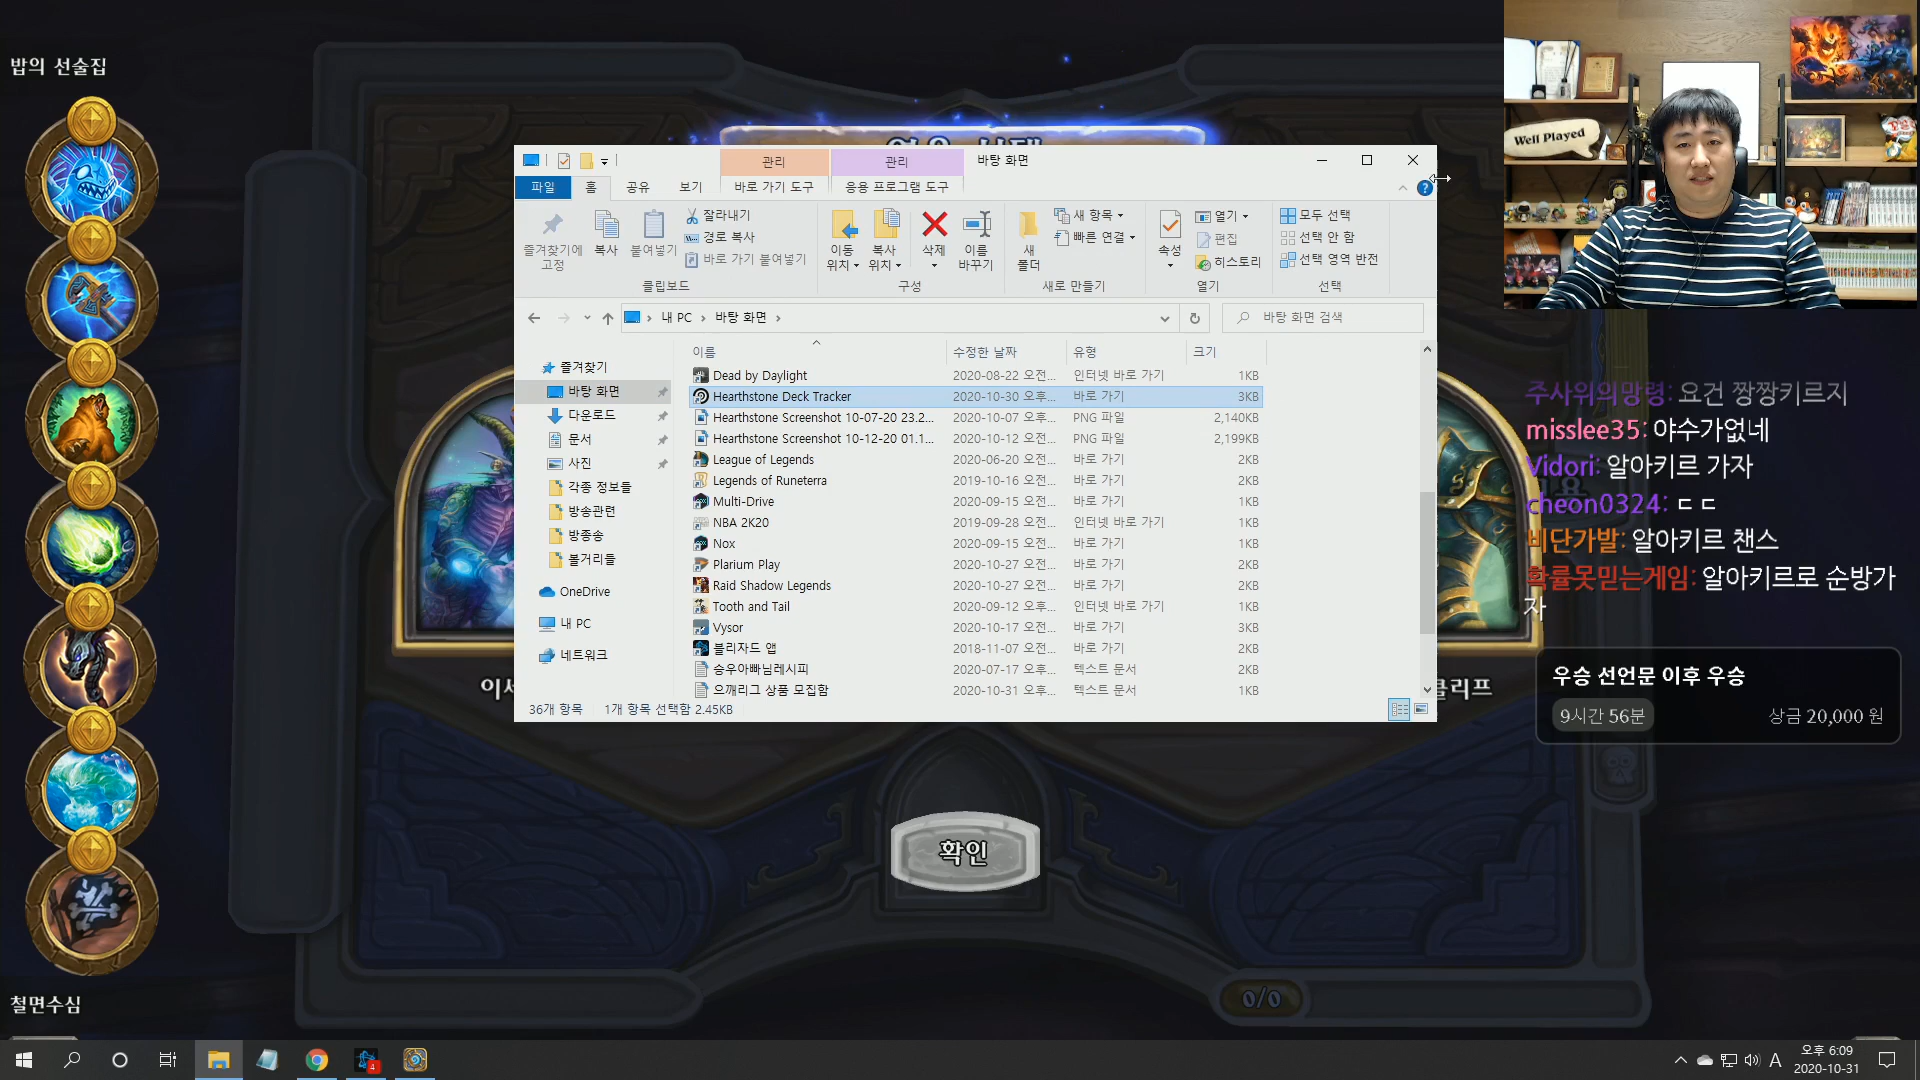 밥의 선술집
철면수심
관리
관리
바탕 화면
파일
홈
공유
보기
바로 가기 도구
응용 프로그램 도구
즐겨찾기에
고정
복사
붙여넣기
잘라내기
경로 복사
바로 가기 붙여넣기
클립보드
이동
위치
복사
위치
삭제
이름
바꾸기
구성
새
폴더
새 항목
빠른 연결
새로 만들기
속성
열기
편집
히스토리
열기
모두 선택
선택 안 함
선택 영역 반전
선택
내 PC
바탕 화면
바탕 화면 검색
즐겨찾기
바탕 화면
다운로드
문서
사진
각종 정보들
방송관련
방종송
볼거리들
OneDrive
내 PC
네트워크
이름 수정한 날짜 유형 크기
Dead by Daylight 2020-08-22 오전... 인터넷 바로 가기 1KB
Hearthstone Deck Tracker 2020-10-30 오후... 바로 가기 3KB
Hearthstone Screenshot 10-07-20 23.2... 2020-10-07 오후... PNG 파일 2,140KB
Hearthstone Screenshot 10-12-20 01.1... 2020-10-12 오전... PNG 파일 2,199KB
League of Legends 2020-06-20 오전... 바로 가기 2KB
Legends of Runeterra 2019-10-16 오전... 바로 가기 2KB
Multi-Drive 2020-09-15 오전... 바로 가기 1KB
NBA 2K20 2019-09-28 오전... 인터넷 바로 가기 1KB
Nox 2020-09-15 오전... 바로 가기 1KB
Plarium Play 2020-10-27 오전... 바로 가기 2KB
Raid Shadow Legends 2020-10-27 오전... 바로 가기 2KB
Tooth and Tail 2020-09-12 오후... 인터넷 바로 가기 1KB
Vysor 2020-10-17 오전... 바로 가기 3KB
블리자드 앱 2018-11-07 오전... 바로 가기 2KB
승우아빠님레시피 2020-07-17 오후... 텍스트 문서 2KB
으깨리그 상품 모집함 2020-10-31 오후... 텍스트 문서 1KB
36개 항목 1개 항목 선택함 2.45KB
확인
0/0
Well Played
주사위의망령: 요건 짱짱키르지
misslee35: 야수가없네
Vidori: 알아키르 가자
cheon0324: ㄷㄷ
비단가발: 알아키르 챈스
확률못믿는게임: 알아키르로 순방가
자
클리프
우승 선언문 이후 우승
9시간 56분 상금 20,000 원
4
A
오후 6:09
2020-10-31